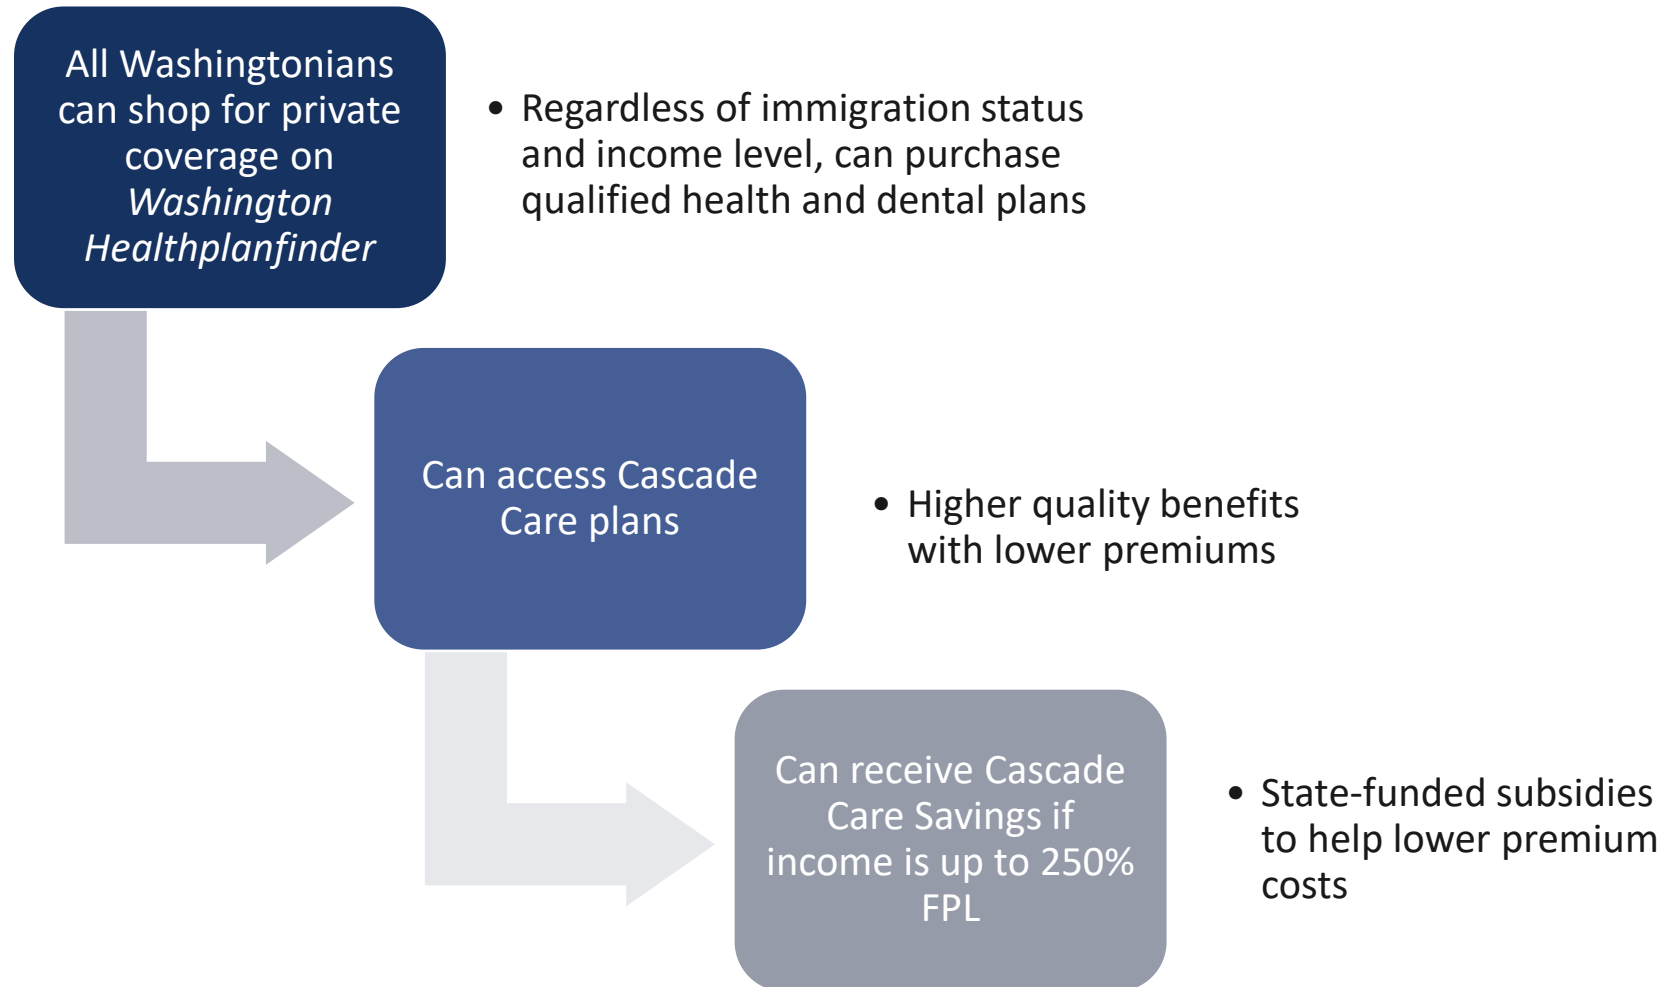 All Washingtonians
can shop for private
coverage on
Washington
Healthplanfinder
• Regardless of immigration status
and income level, can purchase
qualified health and dental plans
Can access Cascade
Care plans
• Higher quality benefits
with lower premiums
Can receive Cascade
Care Savings if
income is up to 250%
FPL
• State-funded subsidies
to help lower premium
costs